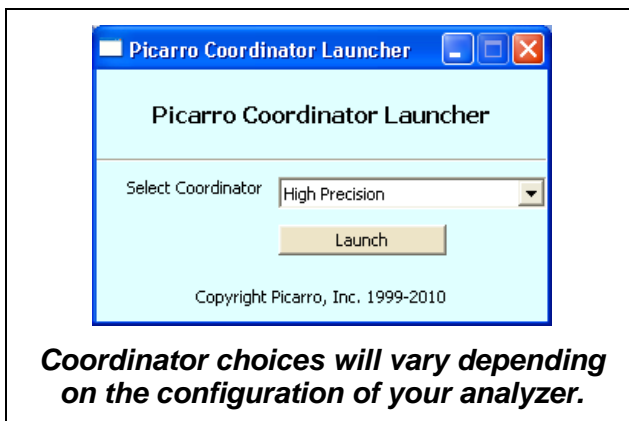 Picarro Coordinator Launcher
Picarro Coordinator Launcher
Select Coordinator
High Precision
Launch
Copyright Picarro, Inc. 1999-2010
Coordinator choices will vary depending
on the configuration of your analyzer.